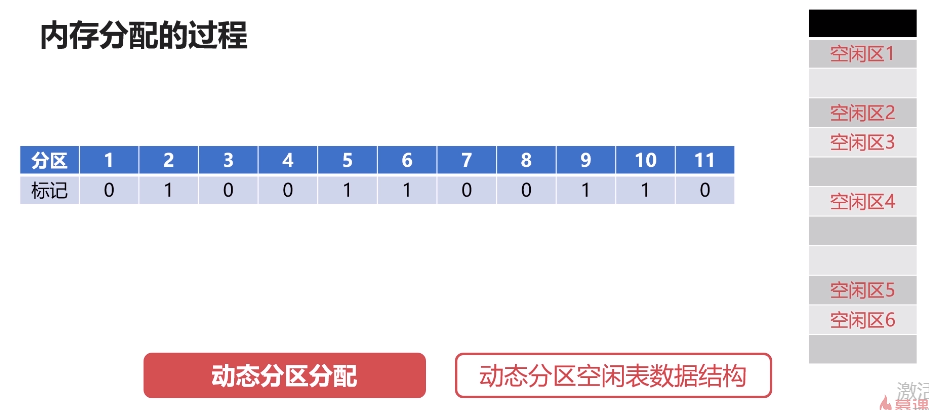 内存分配的过程
空闲区1
空闲区2
空闲区3
空闲区4
空闲区5
空闲区6
分区 1 2 3 4 5 6 7 8 9 10 11
标记 0 1 0 0 1 1 0 0 1 1 0
动态分区分配
动态分区空闲表数据结构
激活